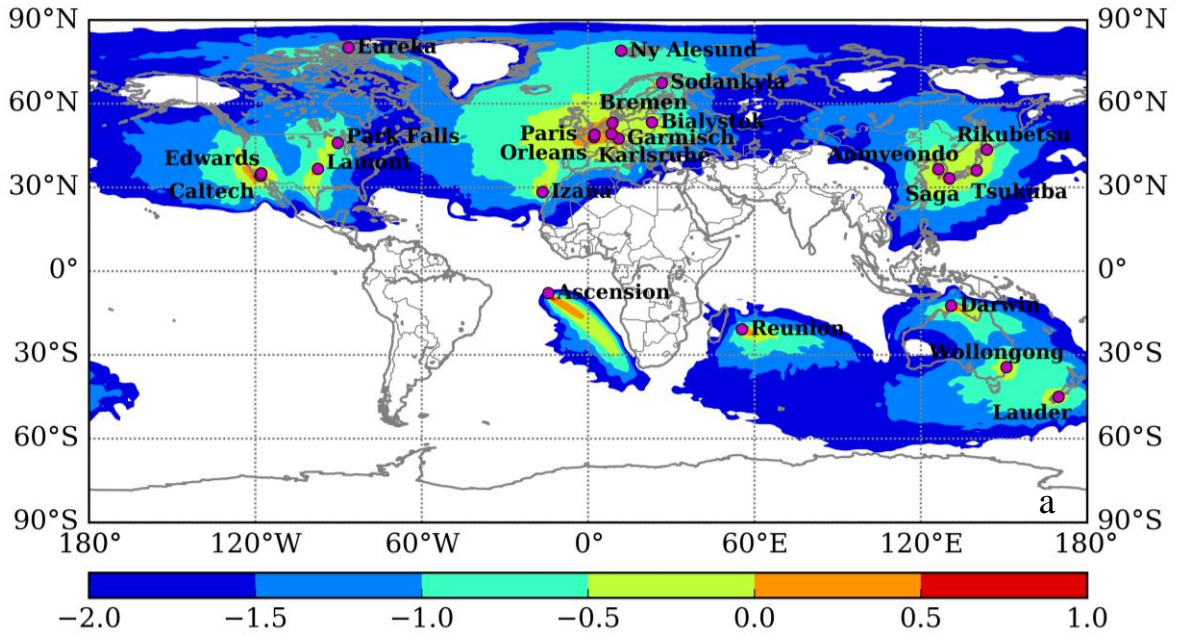 90°N 90°N
Eureka Ny Alesund
Sodankyla
60°N 60°N
Bremen
Park Falls Paris Bialystok Rikubetsu
Edwards Lamont Orleans Garmisch Anmyeondo
Caltech Karlsruhe
30°N Izana Saga Tsukuba 30°N
0° 0°
Ascension Darwin
Reunion
30°S Wollongong 30°S
Lauder
60°S 60°S
a
90°S 90°S
180° 120°W 60°W 0° 60°E 120°E 180°
−2.0 −1.5 −1.0 −0.5 0.0 0.5 1.0